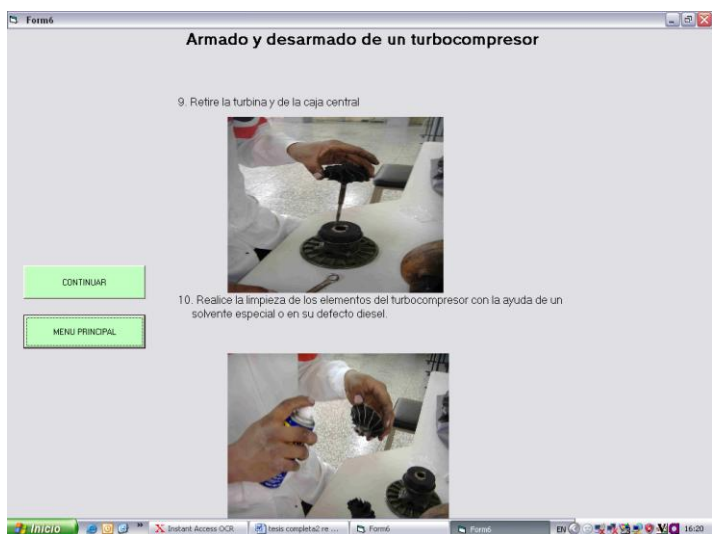 Form6
Armado y desarmado de un turbocompresor
9. Retire la turbina y de la caja central
CONTINUAR
10. Realice la limpieza de los elementos del turbocompresor con la ayuda de un
solvente especial o en su defecto diesel.
MENU PRINCIPAL
Inicio
Instant Access OCR
tesis completa2 re ...
Form6
Form6
EN
16:20